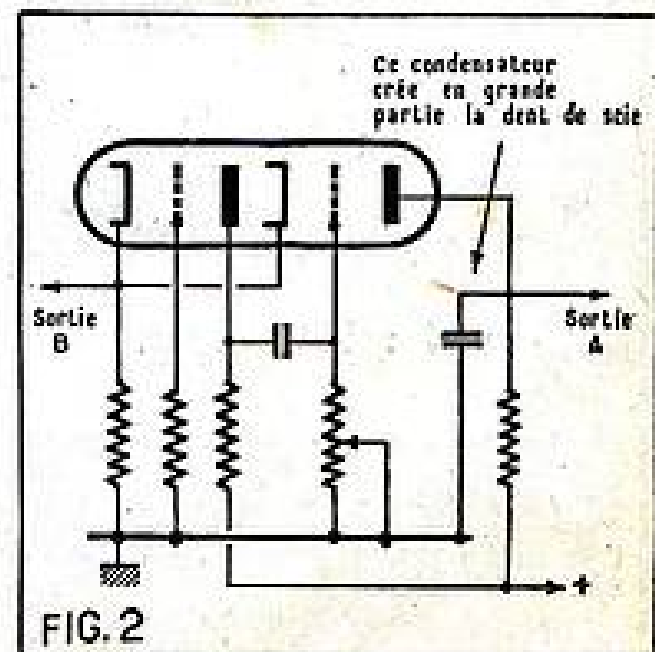 Ce condensateur
crée en grande
partie la dent de scie
Sortie
B
Sortie
A
+
FIG. 2